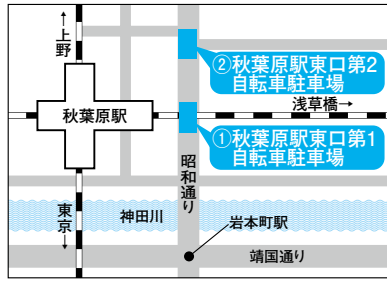 ↑上野
②秋葉原駅東口第2
自転車駐車場
浅草橋→
秋葉原駅
①秋葉原駅東口第1
自転車駐車場
昭和通り
東京↓
神田川
岩本町駅
靖国通り